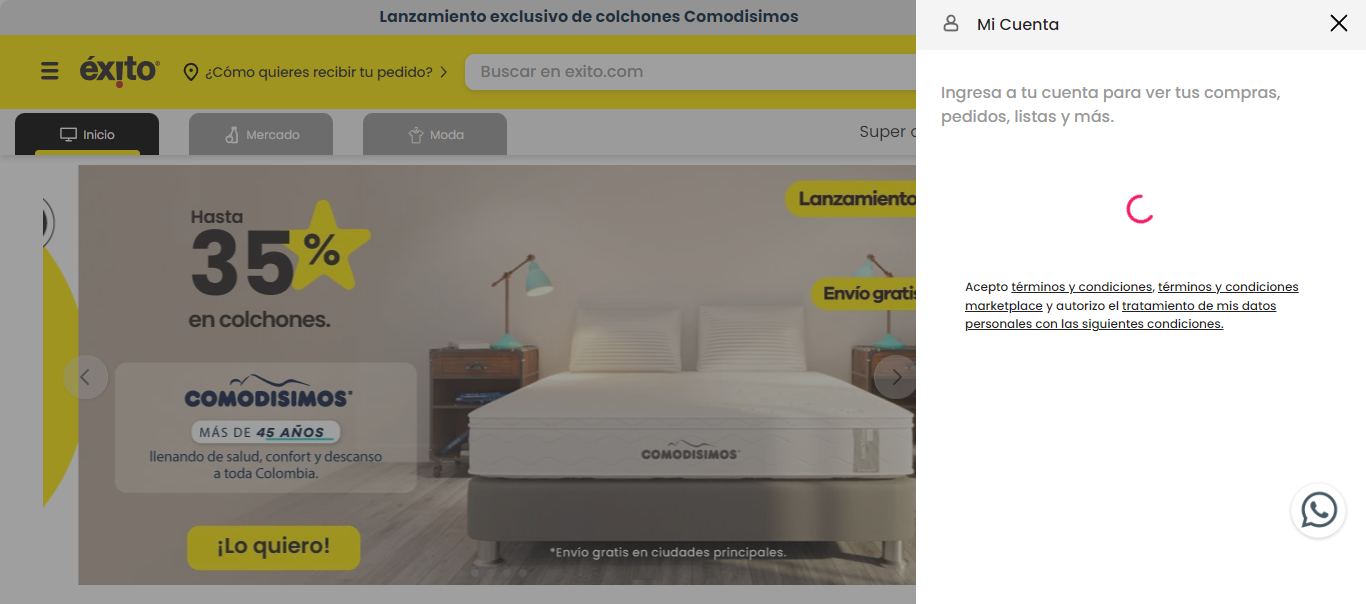 Lanzamiento exclusivo de colchones Comodisimos
éxito
¿Cómo quieres recibir tu pedido?
Buscar en exito.com
Inicio
Mercado
Moda
Super
Lanzamiento
Hasta
35%
en colchones.
Envío gratis
COMODISIMOS
MÁS DE 45 AÑOS
llenando de salud, confort y descanso
a toda Colombia.
COMODISIMOS
¡Lo quiero!
*Envío gratis en ciudades principales.
Mi Cuenta
Ingresa a tu cuenta para ver tus compras,
pedidos, listas y más.
Acepto términos y condiciones, términos y condiciones
marketplace y autorizo el tratamiento de mis datos
personales con las siguientes condiciones.